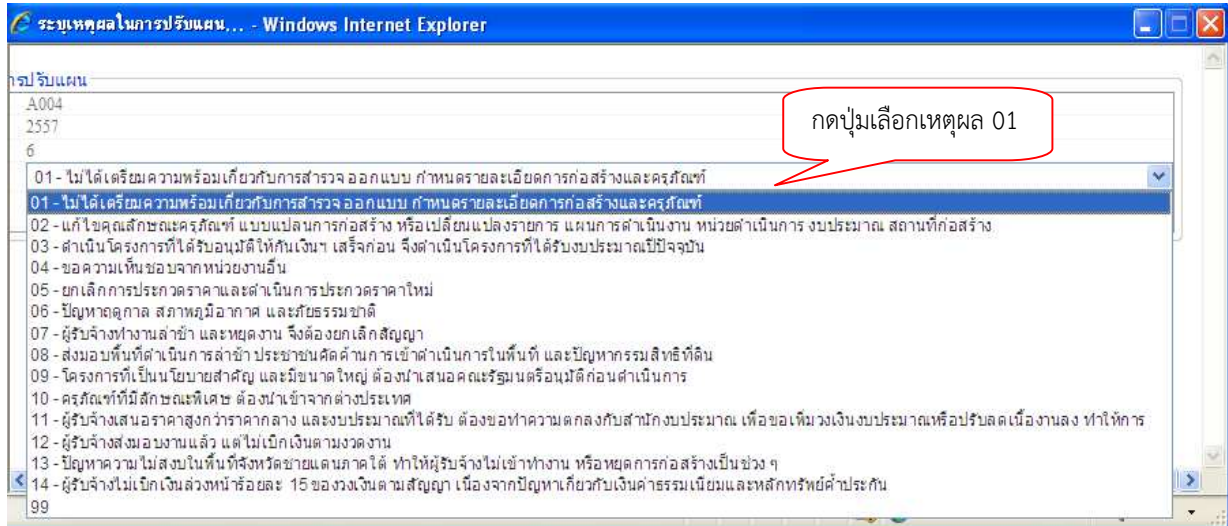 ระบุเหตุผลในการปรับแผน... - Windows Internet Explorer
ารปรับแผน
A004
2557
6
กดปุ่มเลือกเหตุผล 01
01 - ไม่ได้เตรียมความพร้อมเกี่ยวกับการสำรวจ ออกแบบ กำหนดรายละเอียดการก่อสร้างและครุภัณฑ์
01 - ไม่ได้เตรียมความพร้อมเกี่ยวกับการสำรวจ ออกแบบ กำหนดรายละเอียดการก่อสร้างและครุภัณฑ์
02 - แก้ไขคุณลักษณะครุภัณฑ์ แบบแปลนการก่อสร้าง หรือเปลี่ยนแปลงรายการ แผนการดำเนินงาน หน่วยดำเนินการ งบประมาณ สถานที่ก่อสร้าง
03 - ดำเนินโครงการที่ได้รับอนุมัติให้กันเงินฯ เสร็จก่อน จึงดำเนินโครงการที่ได้รับงบประมาณปีปัจจุบัน
04 - ขอความเห็นชอบจากหน่วยงานอื่น
05 - ยกเลิกการประกวดราคาและดำเนินการประกวดราคาใหม่
06 - ปัญหาฤดูกาล สภาพภูมิอากาศ และภัยธรรมชาติ
07 - ผู้รับจ้างทำงานล่าช้า และหยุดงาน จึงต้องยกเลิกสัญญา
08 - ส่งมอบพื้นที่ดำเนินการล่าช้า ประชาชนคัดค้านการเข้าดำเนินการในพื้นที่ และปัญหากรรมสิทธิที่ดิน
09 - โครงการที่เป็นนโยบายสำคัญ และมีขนาดใหญ่ ต้องนำเสนอคณะรัฐมนตรีอนุมัติก่อนดำเนินการ
10 - ครุภัณฑ์ที่มีลักษณะพิเศษ ต้องนำเข้าจากต่างประเทศ
11 - ผู้รับจ้างเสนอราคาสูงกว่าราคากลาง และงบประมาณที่ได้รับ ต้องขอทำความตกลงกับสำนักงบประมาณ เพื่อขอเพิ่มวงเงินงบประมาณหรือปรับลดเนื้องานลง ทำให้การ
12 - ผู้รับจ้างส่งมอบงานแล้ว แต่ไม่เบิกเงินตามงวดงาน
13 - ปัญหาความไม่สงบในพื้นที่จังหวัดชายแดนภาคใต้ ทำให้ผู้รับจ้างไม่เข้าทำงาน หรือหยุดการก่อสร้างเป็นช่วง ๆ
14 - ผู้รับจ้างไม่เบิกเงินล่วงหน้าร้อยละ 15 ของวงเงินตามสัญญา เนื่องจากปัญหาเกี่ยวกับเงินค่าธรรมเนียมและหลักทรัพย์ค้ำประกัน
99